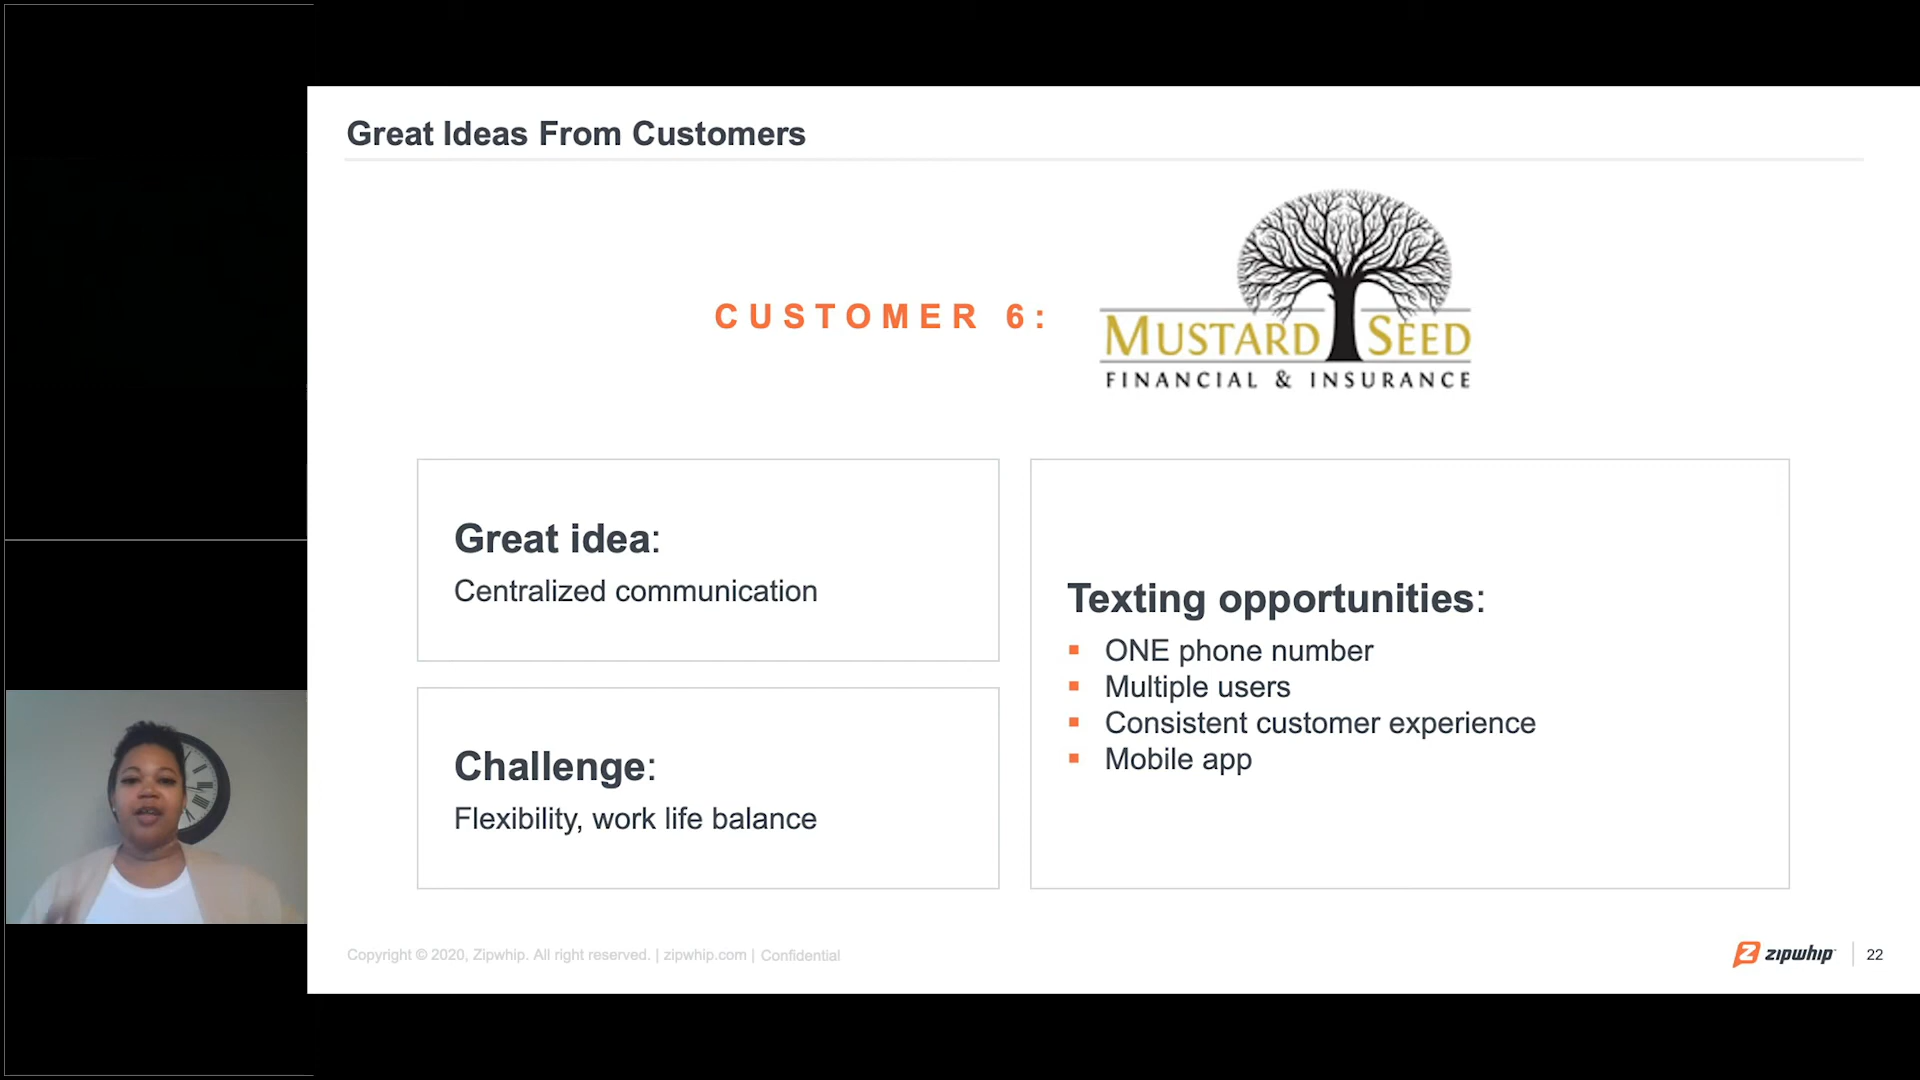 Great Ideas From Customers
CUSTOMER 6:
MUSTARD SEED
FINANCIAL & INSURANCE
Great idea:
Centralized communication
Challenge:
Flexibility, work life balance
Texting opportunities:
▪ ONE phone number
▪ Multiple users
▪ Consistent customer experience
▪ Mobile app
Copyright © 2020, Zipwhip. All right reserved. | zipwhip.com | Confidential
zipwhip
22